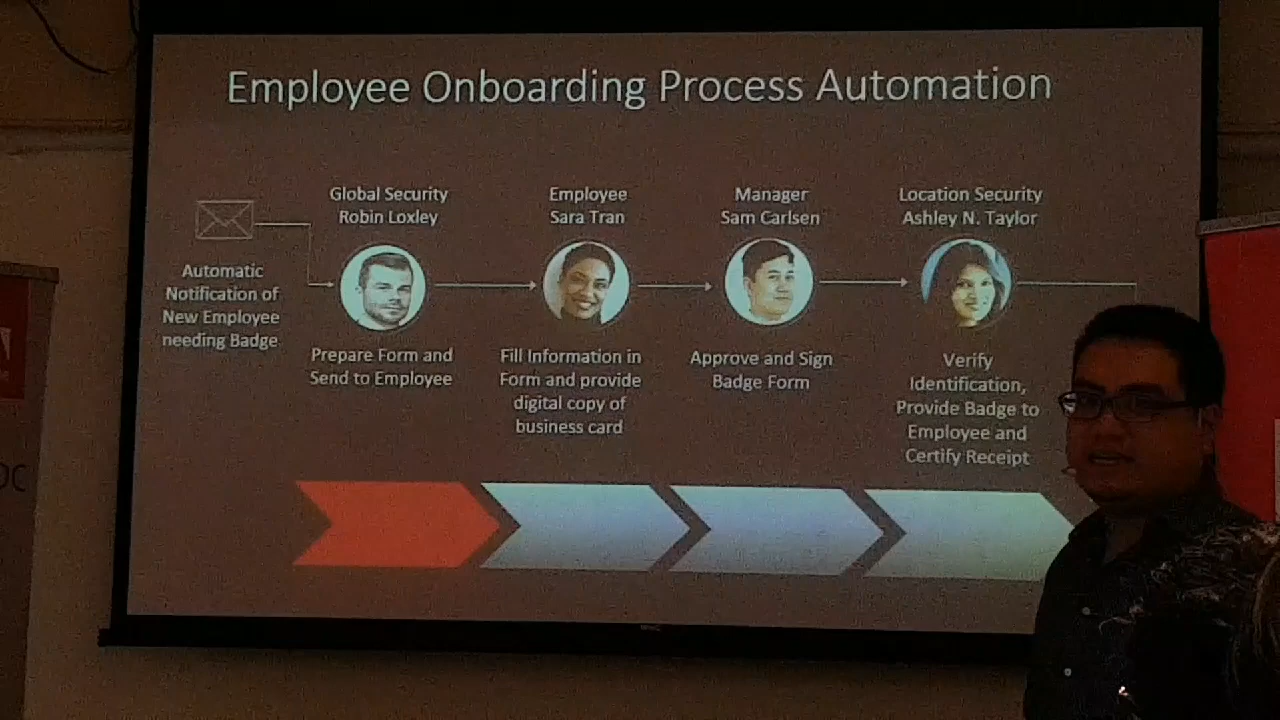 Employee Onboarding Process Automation
Automatic
Notification of
New Employee
needing Badge
Global Security
Robin Loxley
Prepare Form and
Send to Employee
Employee
Sara Tran
Fill Information in
Form and provide
digital copy of
business card
Manager
Sam Carlsen
Approve and Sign
Badge Form
Location Security
Ashley N. Taylor
Verify
Identification,
Provide Badge to
Employee and
Certify Receipt